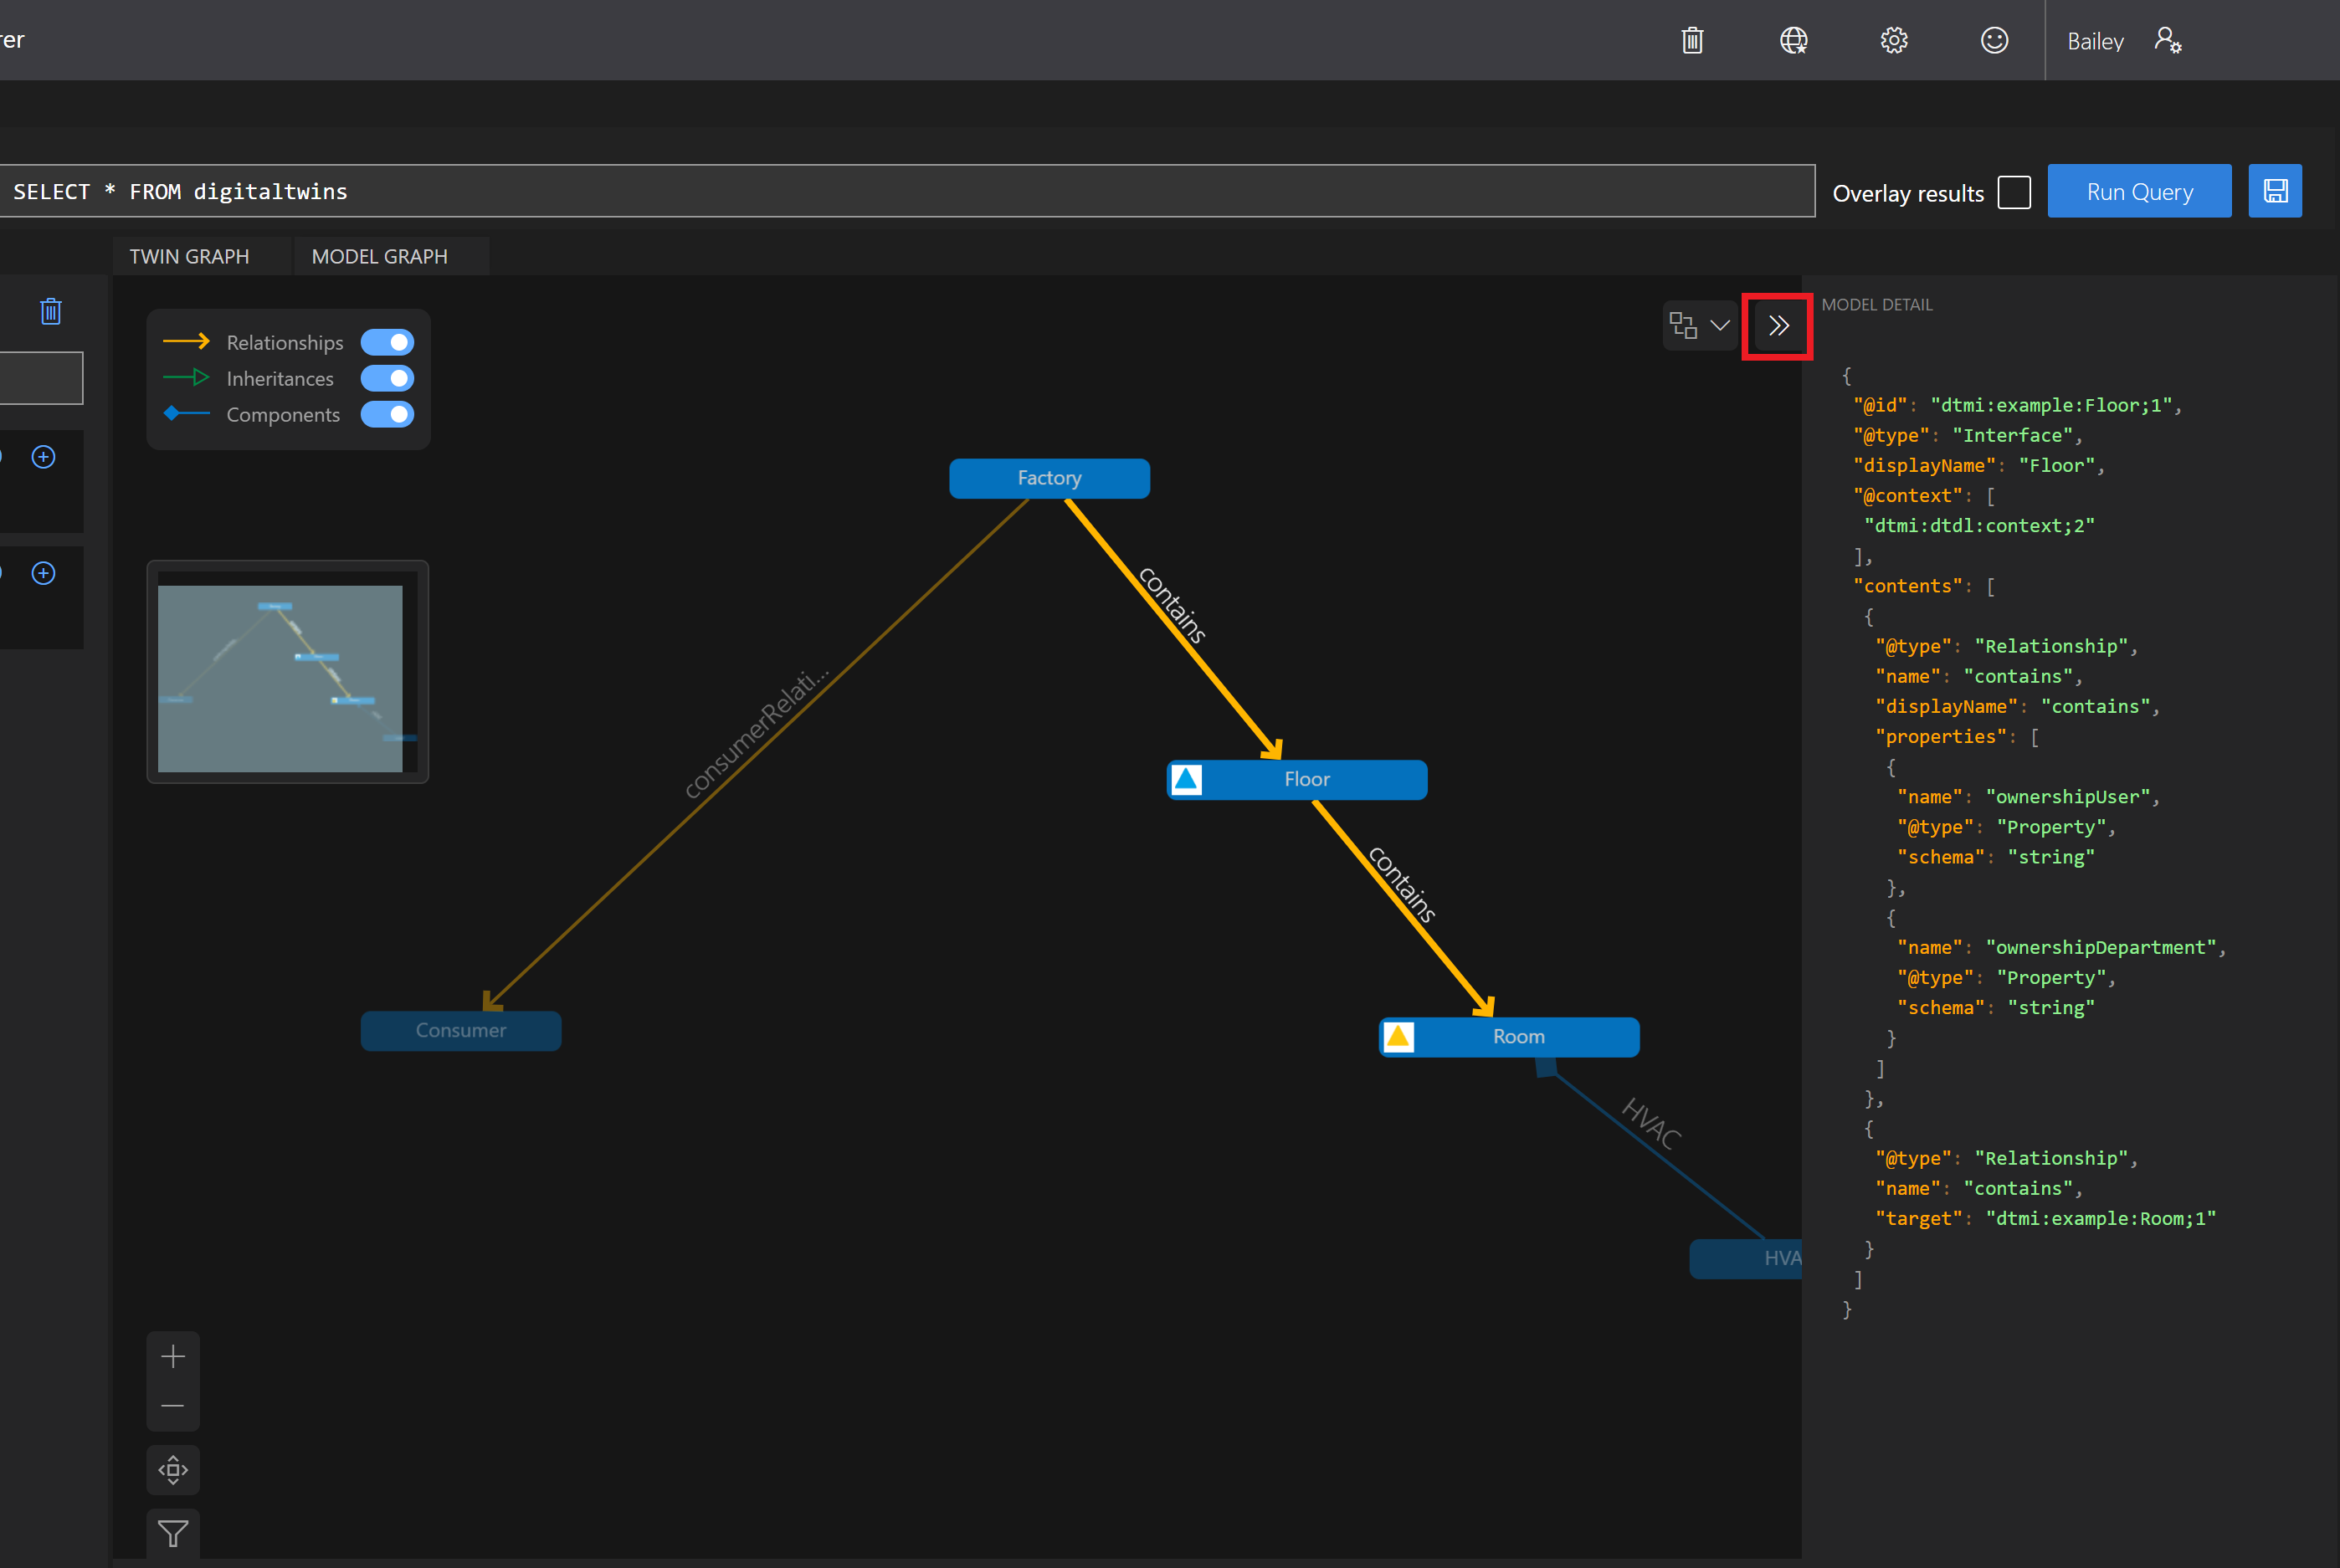 rer
Bailey
SELECT * FROM digitaltwins
Overlay results
Run Query
TWIN GRAPH
MODEL GRAPH
Relationships
Inheritances
Components
Factory
contains
consumerRelati...
Floor
contains
Consumer
Room
HVAC
HVA
MODEL DETAIL
{
"@id": "dtmi:example:Floor;1",
"@type": "Interface",
"displayName": "Floor",
"@context": [
"dtmi:dtdl:context;2"
],
"contents": [
{
"@type": "Relationship",
"name": "contains",
"displayName": "contains",
"properties": [
{
"name": "ownershipUser",
"@type": "Property",
"schema": "string"
},
{
"name": "ownershipDepartment",
"@type": "Property",
"schema": "string"
}
]
},
{
"@type": "Relationship",
"name": "contains",
"target": "dtmi:example:Room;1"
}
]
}